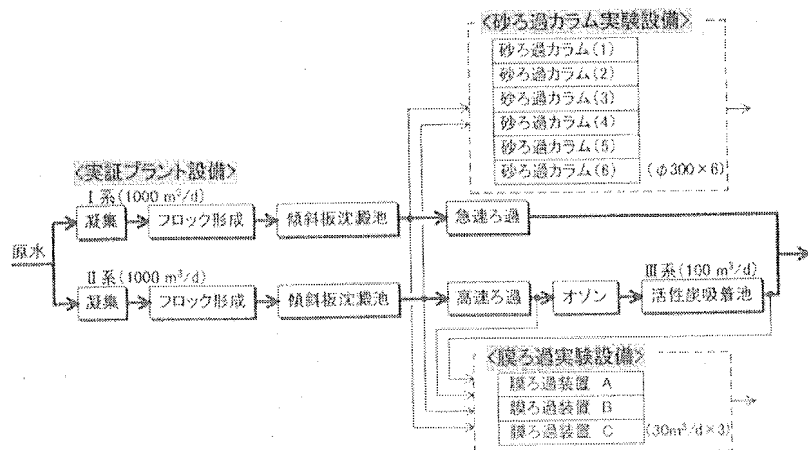 <砂ろ過カラム実験設備>
砂ろ過カラム(1)
砂ろ過カラム(2)
砂ろ過カラム(3)
砂ろ過カラム(4)
砂ろ過カラム(5)
砂ろ過カラム(6)
(φ300×6)
<実証プラント設備>
Ⅰ系(1000 m³/d)
凝集
フロック形成
傾斜板沈澱池
急速ろ過
原水
Ⅱ系(1000 m³/d)
Ⅲ系(100 m³/d)
凝集
フロック形成
傾斜板沈澱池
高速ろ過
オゾン
活性炭吸着池
<膜ろ過実験設備>
膜ろ過装置 A
膜ろ過装置 B
膜ろ過装置 C
(30m³/d×3)